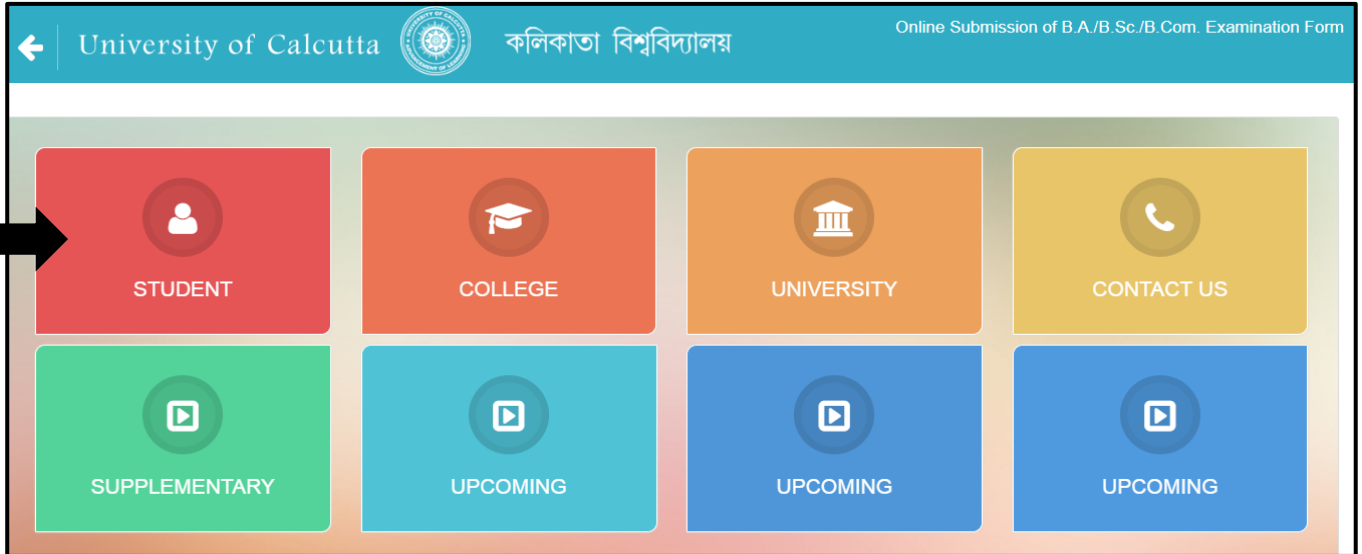 University of Calcutta
কলিকাতা বিশ্ববিদ্যালয়
Online Submission of B.A./B.Sc./B.Com. Examination Form
STUDENT
COLLEGE
UNIVERSITY
CONTACT US
SUPPLEMENTARY
UPCOMING
UPCOMING
UPCOMING